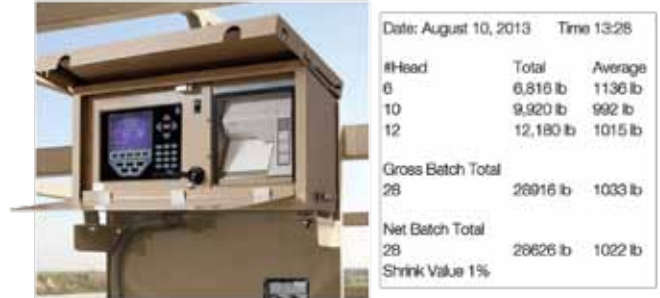 Date: August 10, 2013 Time 13:28
#Head Total Average
6 6,816 lb 1136 lb
10 9,920 lb 992 lb
12 12,180 lb 1015 lb
Gross Batch Total
28 28916 lb 1033 lb
Net Batch Total
28 28626 lb 1022 lb
Shrink Value 1%